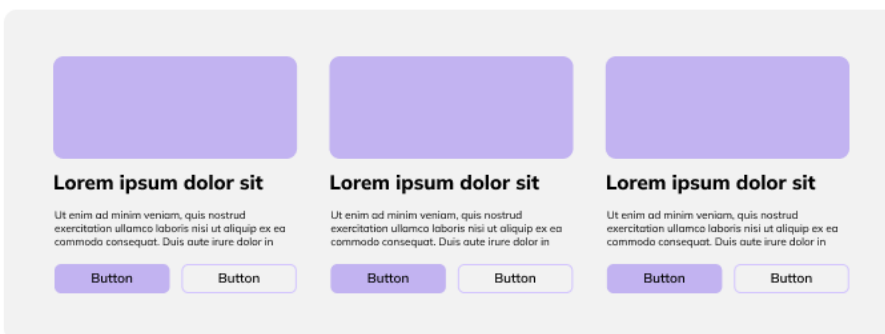 Lorem ipsum dolor sit
Ut enim ad minim veniam, quis nostrud
exercitation ullamco laboris nisi ut aliquip ex ea
commodo consequat. Duis aute irure dolor in
Button
Button
Lorem ipsum dolor sit
Ut enim ad minim veniam, quis nostrud
exercitation ullamco laboris nisi ut aliquip ex ea
commodo consequat. Duis aute irure dolor in
Button
Button
Lorem ipsum dolor sit
Ut enim ad minim veniam, quis nostrud
exercitation ullamco laboris nisi ut aliquip ex ea
commodo consequat. Duis aute irure dolor in
Button
Button